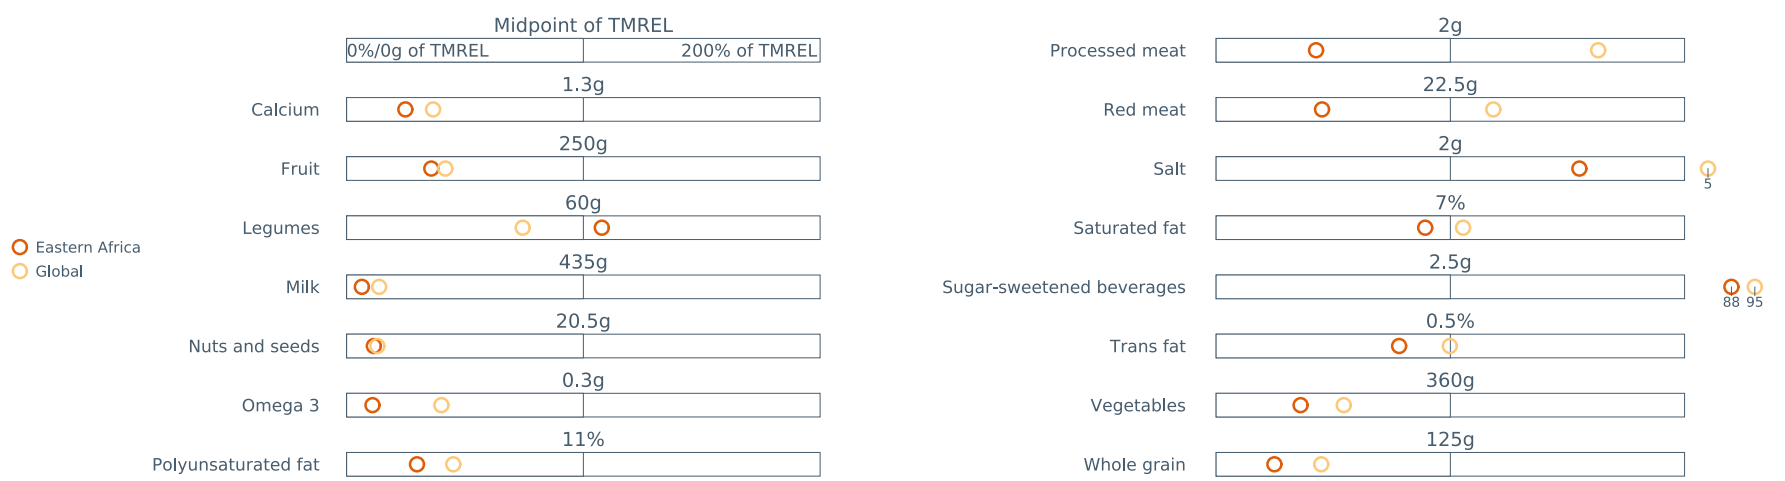 Midpoint of TMREL
0%/0g of TMREL 200% of TMREL
1.3g
Calcium
250g
Fruit
60g
Legumes
435g
Milk
20.5g
Nuts and seeds
0.3g
Omega 3
11%
Polyunsaturated fat
Eastern Africa
Global
2g
Processed meat
22.5g
Red meat
2g
Salt
5
7%
Saturated fat
2.5g
Sugar-sweetened beverages
88 95
0.5%
Trans fat
360g
Vegetables
125g
Whole grain